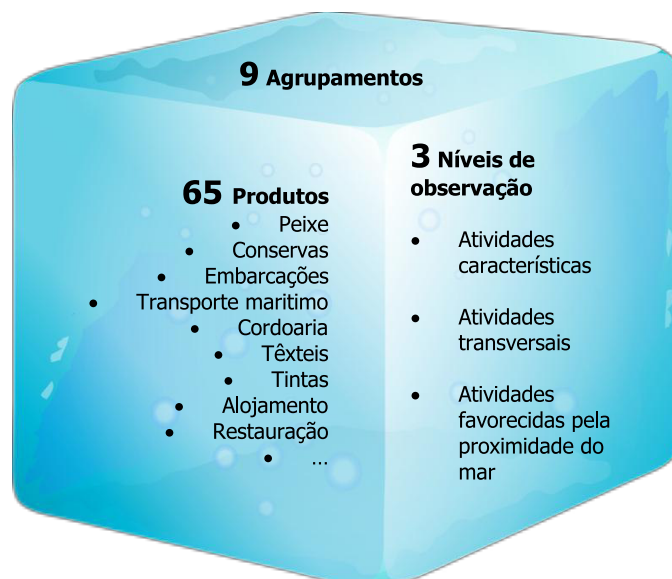 9 Agrupamentos
65 Produtos
• Peixe
• Conservas
• Embarcações
• Transporte maritimo
• Cordoaria
• Têxteis
• Tintas
• Alojamento
• Restauração
• ...
3 Níveis de
observação
• Atividades
características
• Atividades
transversais
• Atividades
favorecidas pela
proximidade do
mar